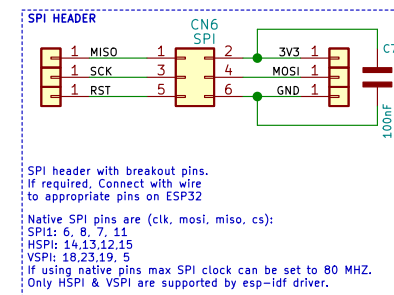 SPI HEADER
CN6
SPI
1 MISO 1 2 3V3 1
1 SCK 3 4 MOSI 1
1 RST 5 6 GND 1
100nF
SPI header with breakout pins.
If required, Connect with wire
to appropriate pins on ESP32
Native SPI pins are (clk, mosi, miso, cs):
SPI1: 6, 8, 7, 11
HSPI: 14,13,12,15
VSPI: 18,23,19, 5
If using native pins max SPI clock can be set to 80 MHZ.
Only HSPI & VSPI are supported by esp-idf driver.